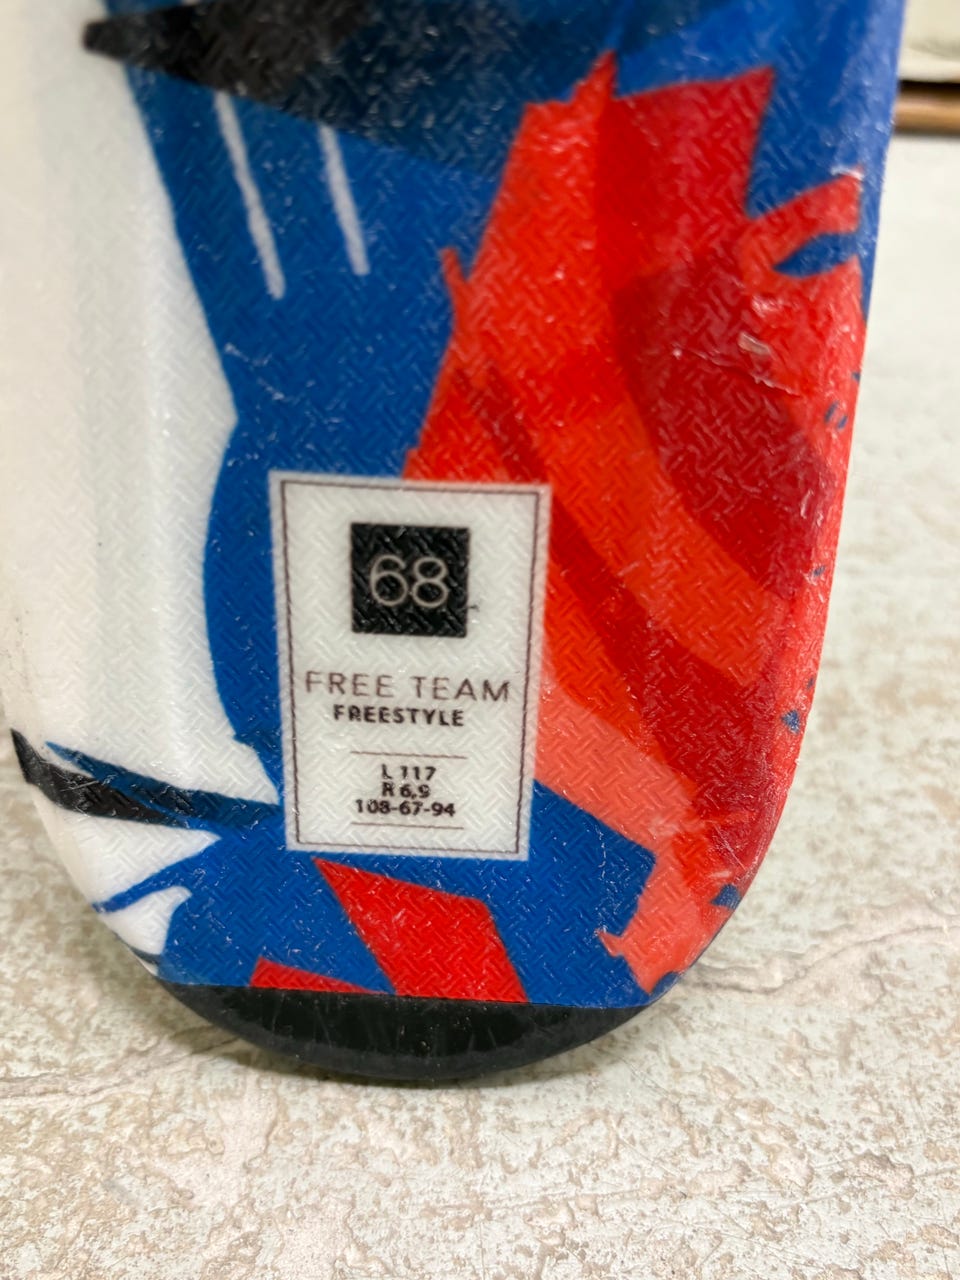 68
FREE TEAM
FREESTYLE
L 117
R 6,9
108-67-94